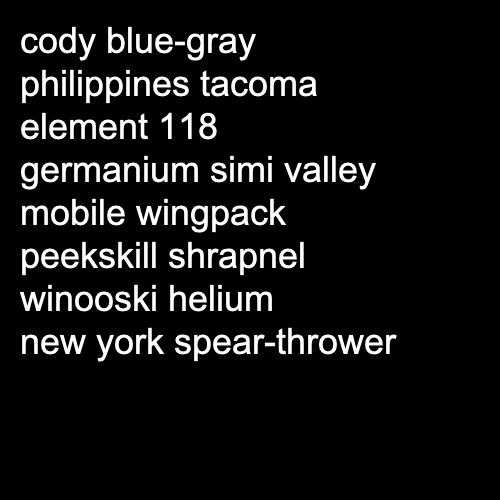 cody blue-gray
philippines tacoma
element 118
germanium simi valley
mobile wingpack
peekskill shrapnel
winooski helium
new york spear-thrower